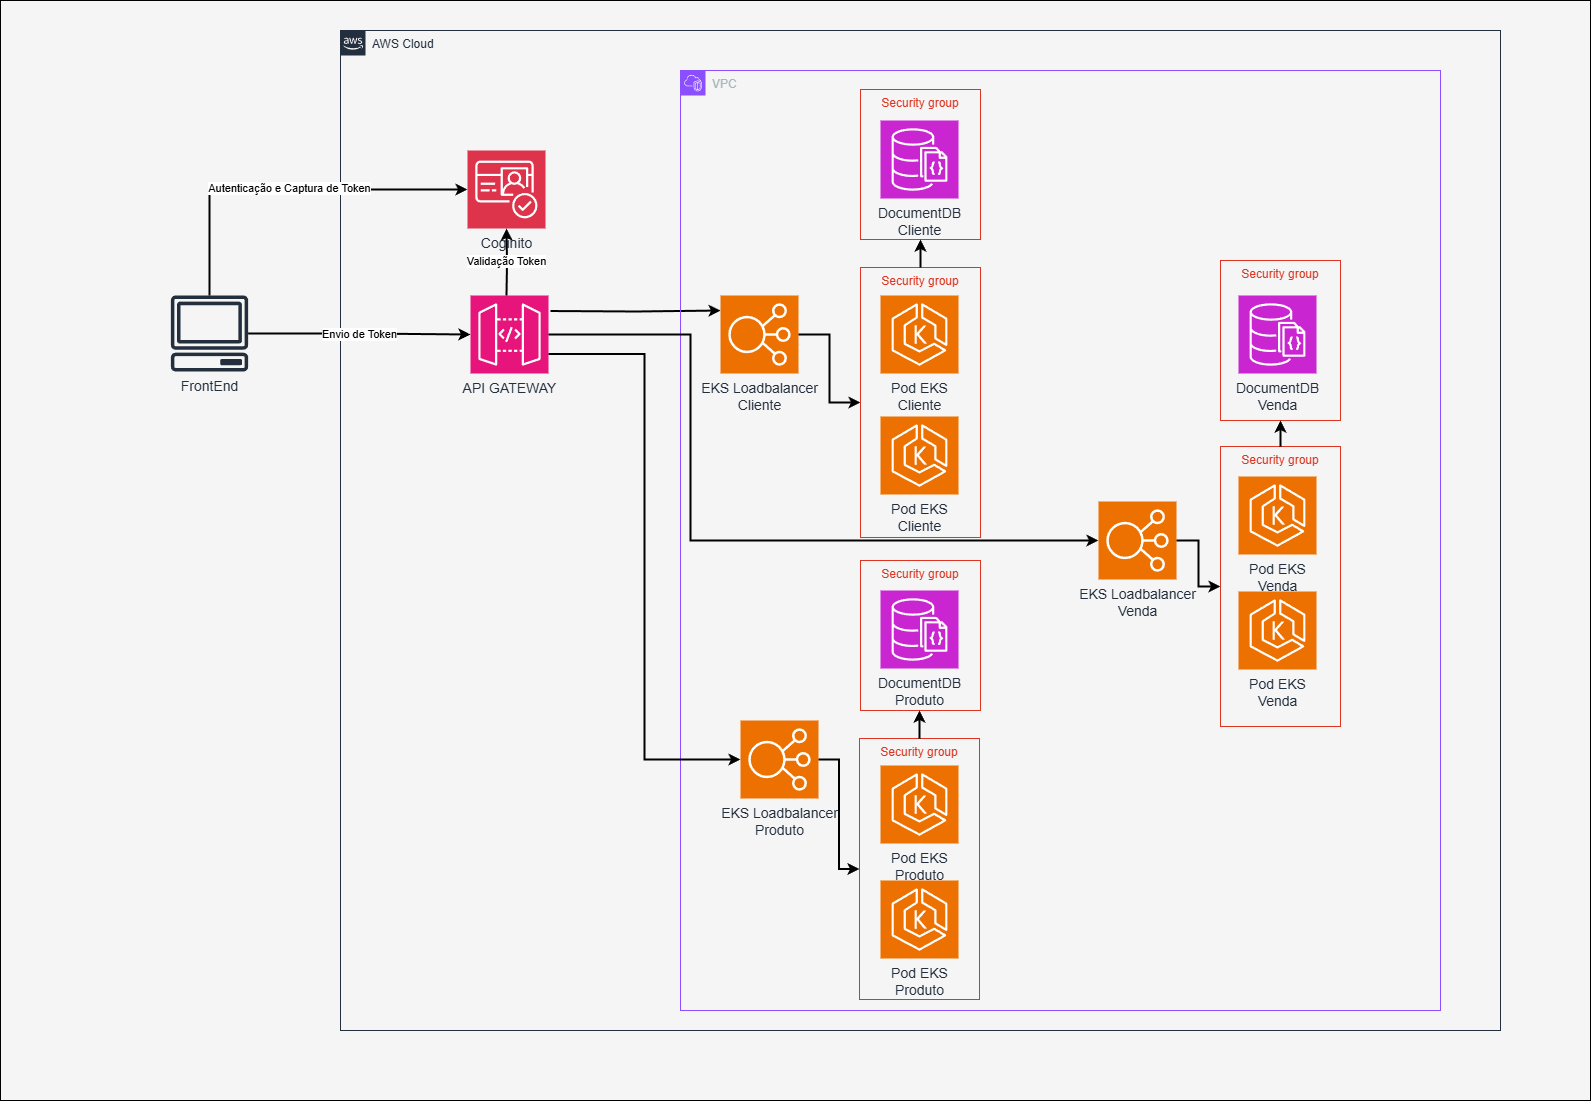 aws
AWS Cloud
VPC
Security group
DocumentDB
Cliente
Autenticação e Captura de Token
Coginito
Validação Token
Security group
Security group
Envio de Token
FrontEnd
API GATEWAY
EKS Loadbalancer
Cliente
K
Pod EKS
Cliente
DocumentDB
Venda
K
Pod EKS
Cliente
Security group
K
Pod EKS
Venda
EKS Loadbalancer
Venda
K
Pod EKS
Venda
Security group
DocumentDB
Produto
EKS Loadbalancer
Produto
Security group
K
Pod EKS
Produto
K
Pod EKS
Produto